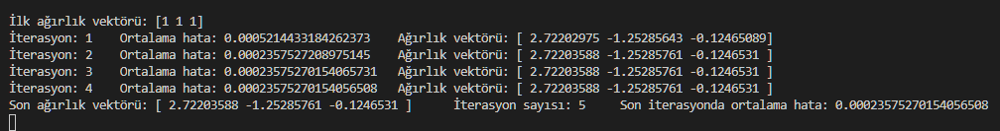 İlk ağırlık vektörü: [1 1 1]
İterasyon: 1 Ortalama hata: 0.0005214433184262373 Ağırlık vektörü: [ 2.72202975 -1.25285643 -0.12465089]
İterasyon: 2 Ortalama hata: 0.00023575272089751​45 Ağırlık vektörü: [ 2.72203588 -1.25285761 -0.1246531 ]
İterasyon: 3 Ortalama hata: 0.00023575270154065731 Ağırlık vektörü: [ 2.72203588 -1.25285761 -0.1246531 ]
İterasyon: 4 Ortalama hata: 0.00023575270154056508 Ağırlık vektörü: [ 2.72203588 -1.25285761 -0.1246531 ]
Son ağırlık vektörü: [ 2.72203588 -1.25285761 -0.1246531 ] İterasyon sayısı: 5 Son iterasyonda ortalama hata: 0.00023575270154056508